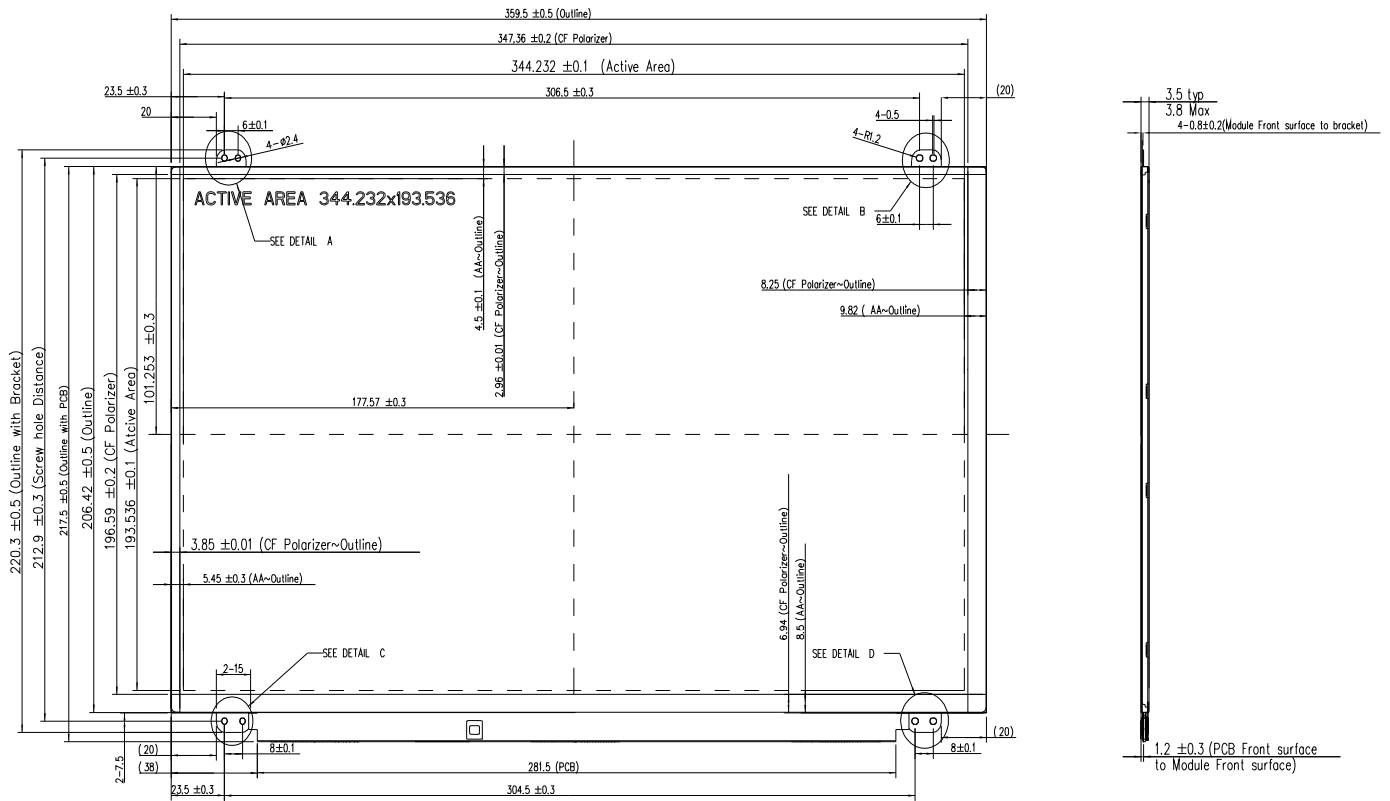 359.5 ±0.5 (Outline)
347.36 ±0.2 (CF Polarizer)
344.232 ±0.1 (Active Area)
23.5 ±0.3
306.5 ±0.3
(20)
20
6±0.1
4-ø2.4
4-0.5
4-R1.2
3.5 typ
3.8 Max
4-0.8±0.2(Module Front surface to bracket)
ACTIVE AREA 344.232x193.536
SEE DETAIL A
SEE DETAIL B
6±0.1
4.5 ±0.1 (AA~Outline)
2.96 ±0.01 (CF Polarizer~Outline)
8.25 (CF Polarizer~Outline)
9.82 ( AA~Outline)
220.3 ±0.5 (Outline with Bracket)
212.9 ±0.3 (Screw hole Distance)
217.5 ±0.5 (Outline with PCB)
206.42 ±0.5 (Outline)
196.59 ±0.2 (CF Polarizer)
193.536 ±0.1 (Atcive Area)
101.253 ±0.3
177.57 ±0.3
3.85 ±0.01 (CF Polarizer~Outline)
5.45 ±0.3 (AA~Outline)
6.94 (CF Polarizer~Outline)
8.5 (AA~Outline)
SEE DETAIL C
SEE DETAIL D
2-15
(20)
8±0.1
8±0.1
(20)
(38)
2-7.5
281.5 (PCB)
23.5 ±0.3
304.5 ±0.3
1.2 ±0.3 (PCB Front surface
to Module Front surface)